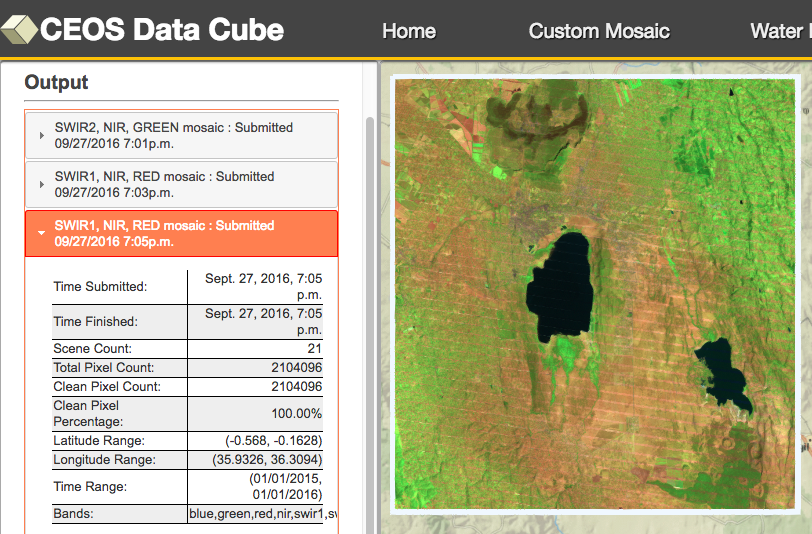 CEOS Data Cube
Home
Custom Mosaic
Water
Output
SWIR2, NIR, GREEN mosaic : Submitted
09/27/2016 7:01p.m.
SWIR1, NIR, RED mosaic : Submitted
09/27/2016 7:03p.m.
SWIR1, NIR, RED mosaic : Submitted
09/27/2016 7:05p.m.
Time Submitted: Sept. 27, 2016, 7:05
p.m.
Time Finished: Sept. 27, 2016, 7:05
p.m.
Scene Count: 21
Total Pixel Count: 2104096
Clean Pixel Count: 2104096
Clean Pixel
Percentage: 100.00%
Latitude Range: (-0.568, -0.1628)
Longitude Range: (35.9326, 36.3094)
Time Range: (01/01/2015,
01/01/2016)
Bands: blue,green,red,nir,swir1,